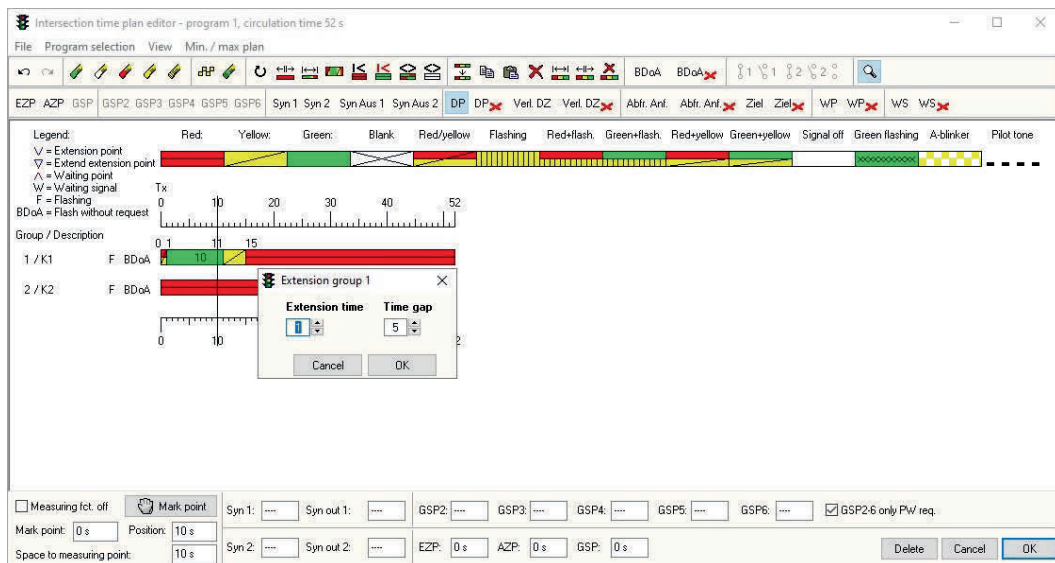 Intersection time plan editor - program 1, circulation time 52 s
File Program selection View Min. / max plan
BDoA BDoA 1 1 2 2
EZP AZP GSP GSP2 GSP3 GSP4 GSP5 GSP6 Syn 1 Syn 2 Syn Aus 1 Syn Aus 2 DP DP Verl. DZ Verl. DZ Abfr. Anf. Abfr. Anf. Ziel Ziel WP WP WS WS
Legend: Red: Yellow: Green: Blank Red/yellow Flashing Red+flash. Green+flash. Red+yellow Green+yellow Signal off Green flashing A-blinker Pilot tone
V = Extension point
∇ = Extend extension point
Λ = Waiting point
W = Waiting signal Tx
F = Flashing 0 10 20 30 40 52
BDoA = Flash without request
Group / Description 0 1 11 15
1 / K1 F BDoA 10
Extension group 1
2 / K2 F BDoA
Extension time Time gap
1 5
0 10 2
Cancel OK
Measuring fct. off Mark point Syn 1: ---- Syn out 1: ---- GSP2: ---- GSP3: ---- GSP4: ---- GSP5: ---- GSP6: ---- GSP2-6 only PW req.
Mark point: 0 s Position: 10 s
Syn 2: ---- Syn out 2: ---- EZP: 0 s AZP: 0 s GSP: 0 s Delete Cancel OK
Space to measuring point: 10 s